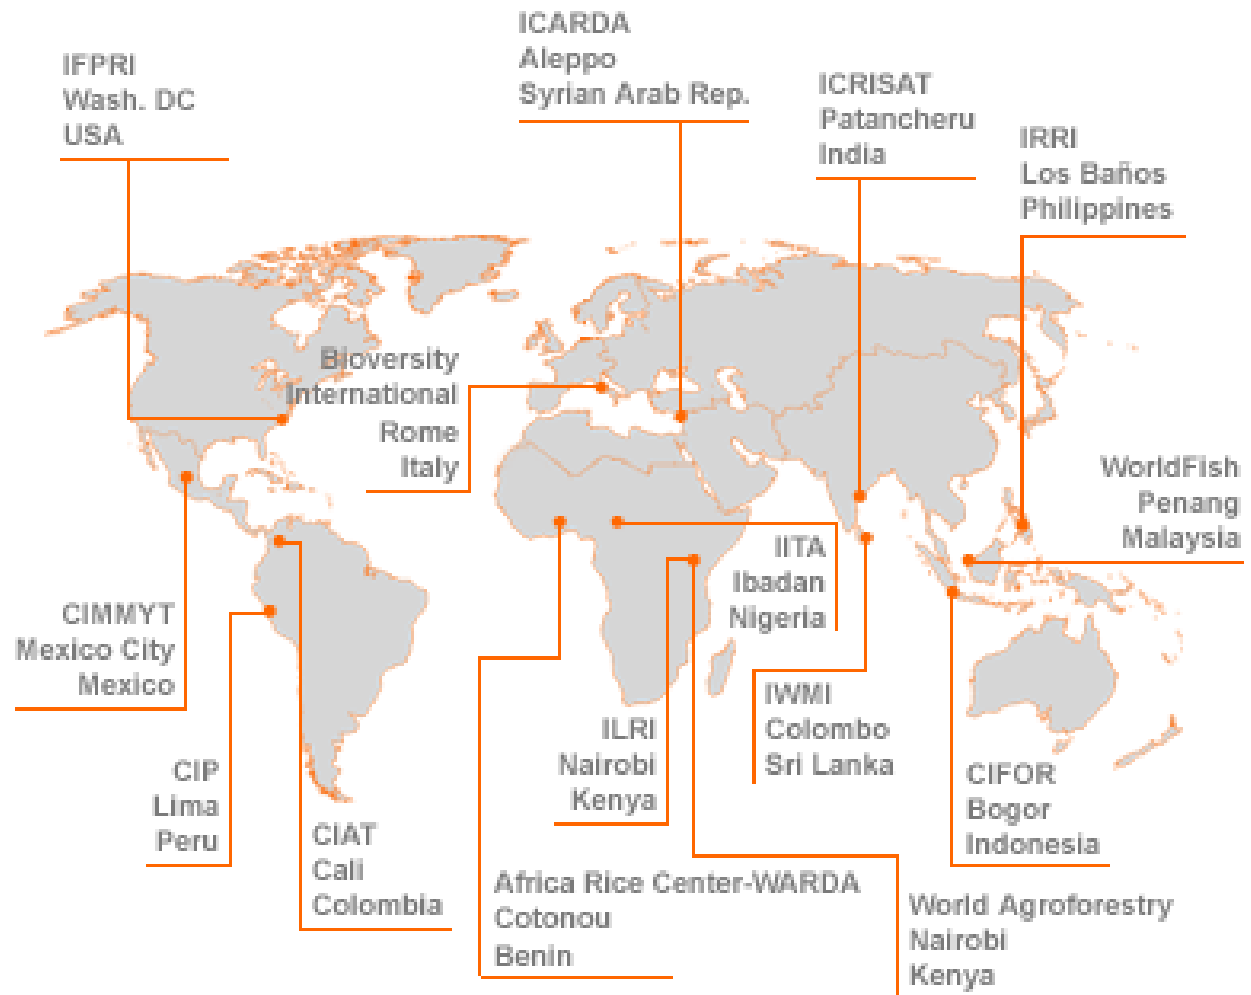 IFPRI
Wash. DC
USA
ICARDA
Aleppo
Syrian Arab Rep.
ICRISAT
Patancheru
India
IRRI
Los Baños
Philippines
Bioversity
International
Rome
Italy
WorldFish
Penang
Malaysia
IITA
Ibadan
Nigeria
CIMMYT
Mexico City
Mexico
IWMI
Colombo
Sri Lanka
ILRI
Nairobi
Kenya
CIP
Lima
Peru
CIFOR
Bogor
Indonesia
CIAT
Cali
Colombia
Africa Rice Center-WARDA
Cotonou
Benin
World Agroforestry
Nairobi
Kenya